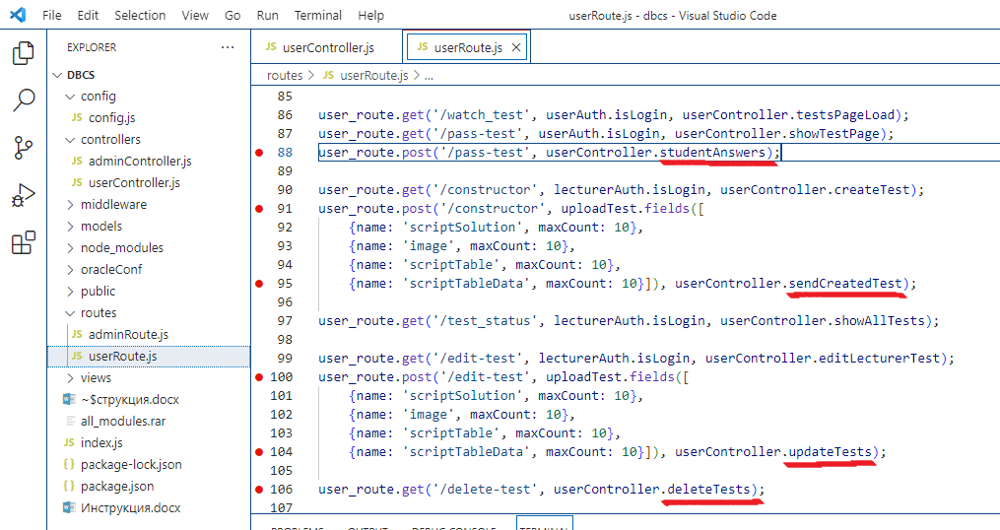 File Edit Selection View Go Run Terminal Help
userRoute.js - dbcs - Visual Studio Code
EXPLORER ...
DBCS
config
JS config.js
controllers
JS adminController.js
JS userController.js
middleware
models
node_modules
oracleConf
public
routes
JS adminRoute.js
JS userRoute.js
views
~$струкция.docx
all_modules.rar
JS index.js
{} package-lock.json
{} package.json
Инструкция.docx
JS userController.js
JS userRoute.js
routes > JS userRoute.js > ...
85
86 user_route.get('/watch_test', userAuth.isLogin, userController.testsPageLoad);
87 user_route.get('/pass-test', userAuth.isLogin, userController.showTestPage);
88 user_route.post('/pass-test', userController.studentAnswers);
89
90 user_route.get('/constructor', lecturerAuth.isLogin, userController.createTest);
91 user_route.post('/constructor', uploadTest.fields([
92 {name: 'scriptSolution', maxCount: 10},
93 {name: 'image', maxCount: 10},
94 {name: 'scriptTable', maxCount: 10},
95 {name: 'scriptTableData', maxCount: 10}]), userController.sendCreatedTest);
96
97 user_route.get('/test_status', lecturerAuth.isLogin, userController.showAllTests);
98
99 user_route.get('/edit-test', lecturerAuth.isLogin, userController.editLecturerTest);
100 user_route.post('/edit-test', uploadTest.fields([
101 {name: 'scriptSolution', maxCount: 10},
102 {name: 'image', maxCount: 10},
103 {name: 'scriptTable', maxCount: 10},
104 {name: 'scriptTableData', maxCount: 10}]), userController.updateTests);
105
106 user_route.get('/delete-test', userController.deleteTests);
107
PROBLEMS OUTPUT DEBUG CONSOLE TERMINAL